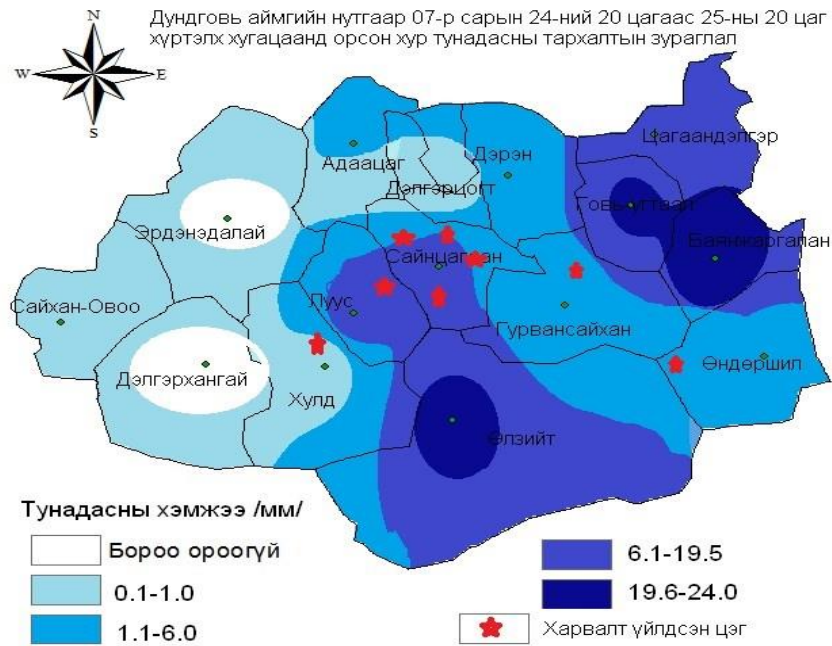 Дундговь аймгийн нутгаар 07-р сарын 24-ний 20 цагаас 25-ны 20 цаг
хүртэлх хугацаанд орсон хур тунадасны тархалтын зураглал
N
W
E
S
Цагаандэлгэр
Адаацаг
Дэрэн
Дэлгэрцогт
Говь-угтаал
Эрдэнэдалай
Баянжаргалан
Сайнцагаан
Сайхан-Овоо
Луус
Гурвансайхан
Өндөршил
Дэлгэрхангай
Хулд
Өлзийт
Тунадасны хэмжээ /мм/
Бороо ороогүй
0.1-1.0
1.1-6.0
6.1-19.5
19.6-24.0
Харвалт үйлдсэн цэг